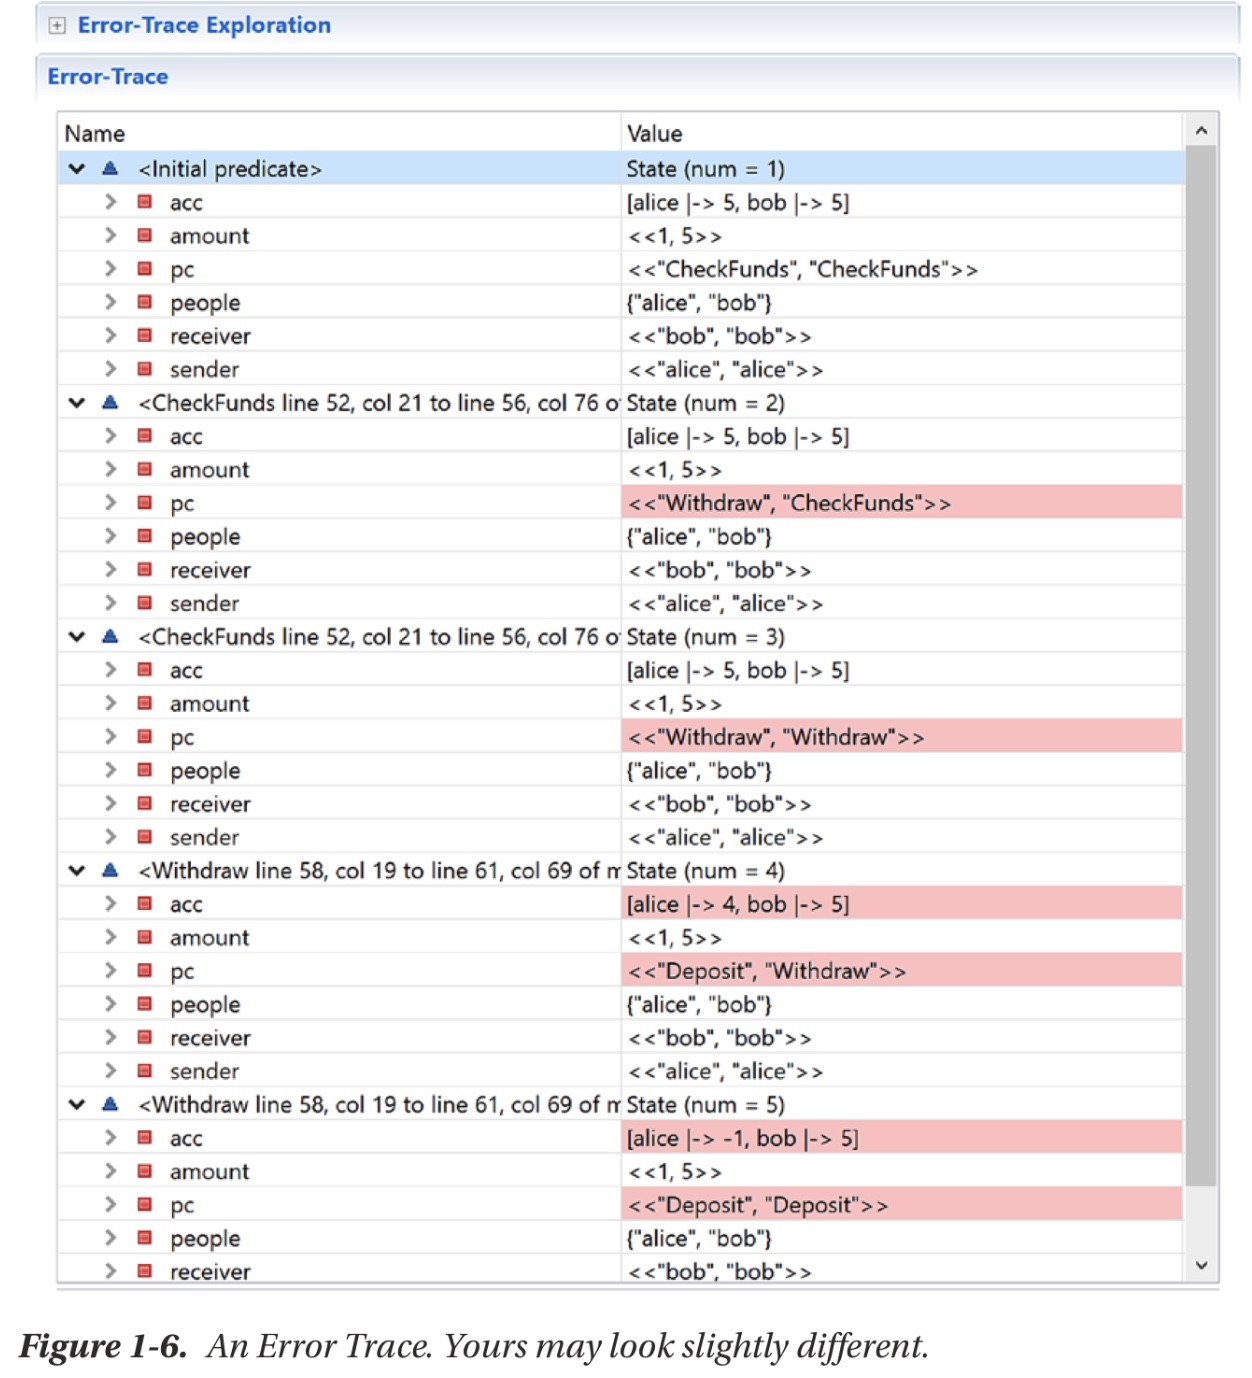 Error-Trace Exploration
Error-Trace
Name Value
<Initial predicate> State (num = 1)
acc [alice |-> 5, bob |-> 5]
amount <<1, 5>>
pc <<"CheckFunds", "CheckFunds">>
people {"alice", "bob"}
receiver <<"bob", "bob">>
sender <<"alice", "alice">>
<CheckFunds line 52, col 21 to line 56, col 76 o State (num = 2)
acc [alice |-> 5, bob |-> 5]
amount <<1, 5>>
pc <<"Withdraw", "CheckFunds">>
people {"alice", "bob"}
receiver <<"bob", "bob">>
sender <<"alice", "alice">>
<CheckFunds line 52, col 21 to line 56, col 76 o State (num = 3)
acc [alice |-> 5, bob |-> 5]
amount <<1, 5>>
pc <<"Withdraw", "Withdraw">>
people {"alice", "bob"}
receiver <<"bob", "bob">>
sender <<"alice", "alice">>
<Withdraw line 58, col 19 to line 61, col 69 of m State (num = 4)
acc [alice |-> 4, bob |-> 5]
amount <<1, 5>>
pc <<"Deposit", "Withdraw">>
people {"alice", "bob"}
receiver <<"bob", "bob">>
sender <<"alice", "alice">>
<Withdraw line 58, col 19 to line 61, col 69 of m State (num = 5)
acc [alice |-> -1, bob |-> 5]
amount <<1, 5>>
pc <<"Deposit", "Deposit">>
people {"alice", "bob"}
receiver <<"bob", "bob">>
Figure 1-6. An Error Trace. Yours may look slightly different.